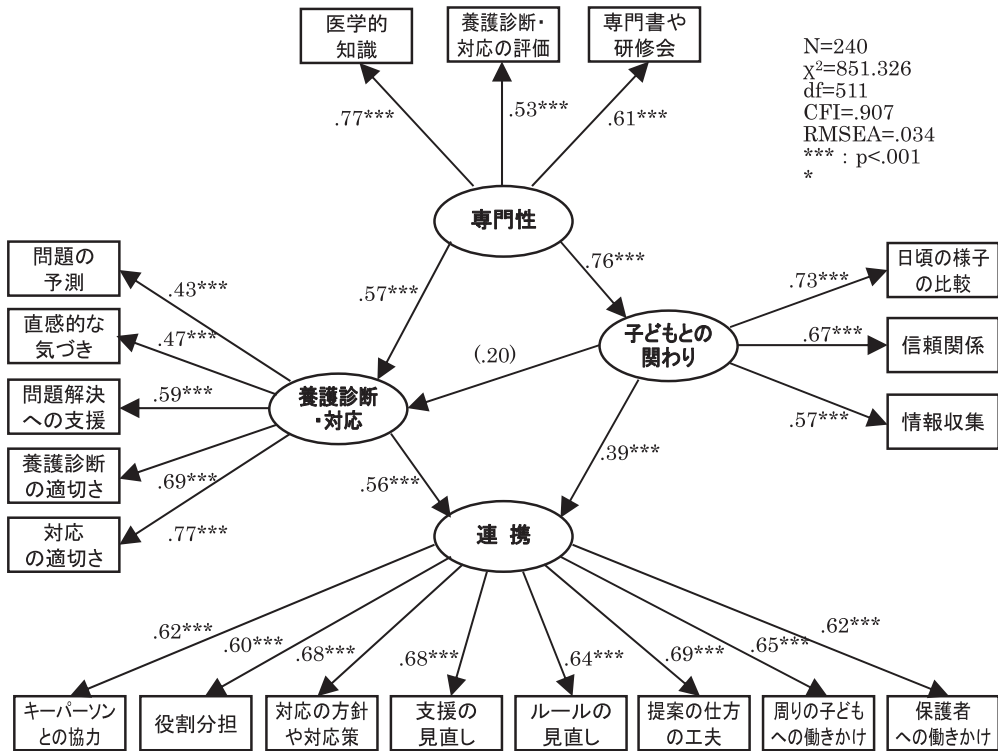 医学的
知識
養護診断・
対応の評価
専門書や
研修会
N=240
χ²=851.326
df=511
CFI=.907
RMSEA=.034
*** : p<.001
*
.77***
.53***
.61***
専門性
問題の
予測
直感的な
気づき
問題解決
への支援
養護診断
の適切さ
対応
の適切さ
.43***
.47***
.59***
.69***
.77***
.57***
.76***
(.20)
養護診断
・対応
子どもとの
関わり
.73***
.67***
.57***
日頃の様子
の比較
信頼関係
情報収集
.56***
.39***
連 携
.62***
.60***
.68***
.68***
.64***
.69***
.65***
.62***
キーパーソン
との協力
役割分担
対応の方針
や対応策
支援の
見直し
ルールの
見直し
提案の仕方
の工夫
周りの子ども
への働きかけ
保護者
への働きかけ